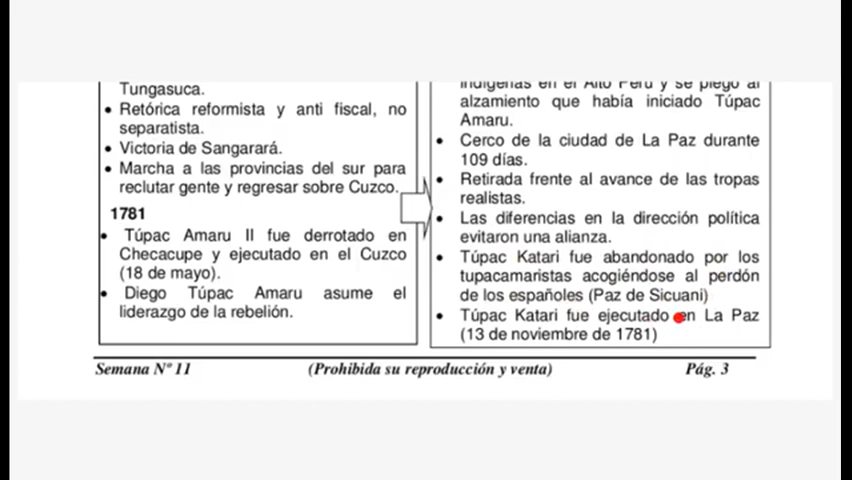 Tungasuca.
• Retórica reformista y anti fiscal, no
separatista.
• Victoria de Sangarará.
• Marcha a las provincias del sur para
reclutar gente y regresar sobre Cuzco.
1781
• Túpac Amaru II fue derrotado en
Checacupe y ejecutado en el Cuzco
(18 de mayo).
• Diego Túpac Amaru asume el
liderazgo de la rebelión.
indígenas en el Alto Perú y se plegó al
alzamiento que había iniciado Túpac
Amaru.
• Cerco de la ciudad de La Paz durante
109 días.
• Retirada frente al avance de las tropas
realistas.
• Las diferencias en la dirección política
evitaron una alianza.
• Túpac Katari fue abandonado por los
tupacamaristas acogiéndose al perdón
de los españoles (Paz de Sicuani)
• Túpac Katari fue ejecutado en La Paz
(13 de noviembre de 1781)
Semana Nº 11 (Prohibida su reproducción y venta) Pág. 3